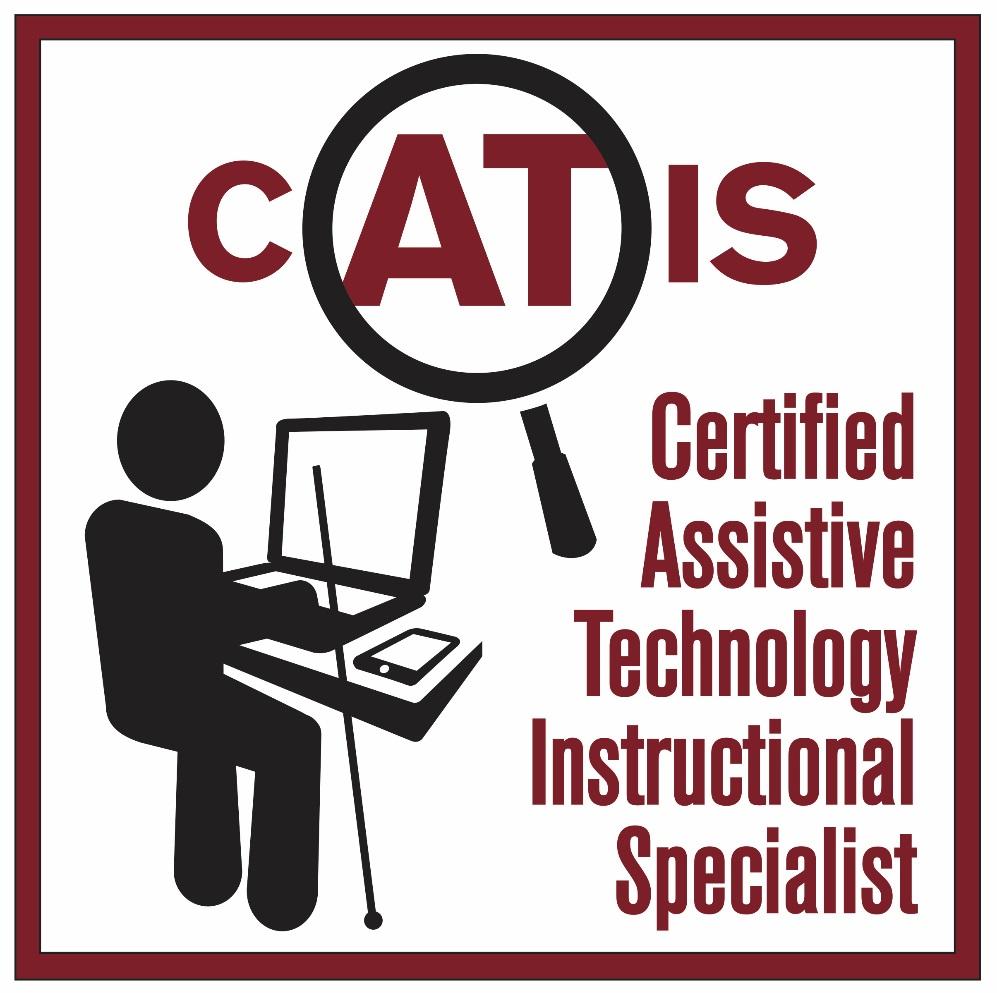 CATIS
Certified
Assistive
Technology
Instructional
Specialist